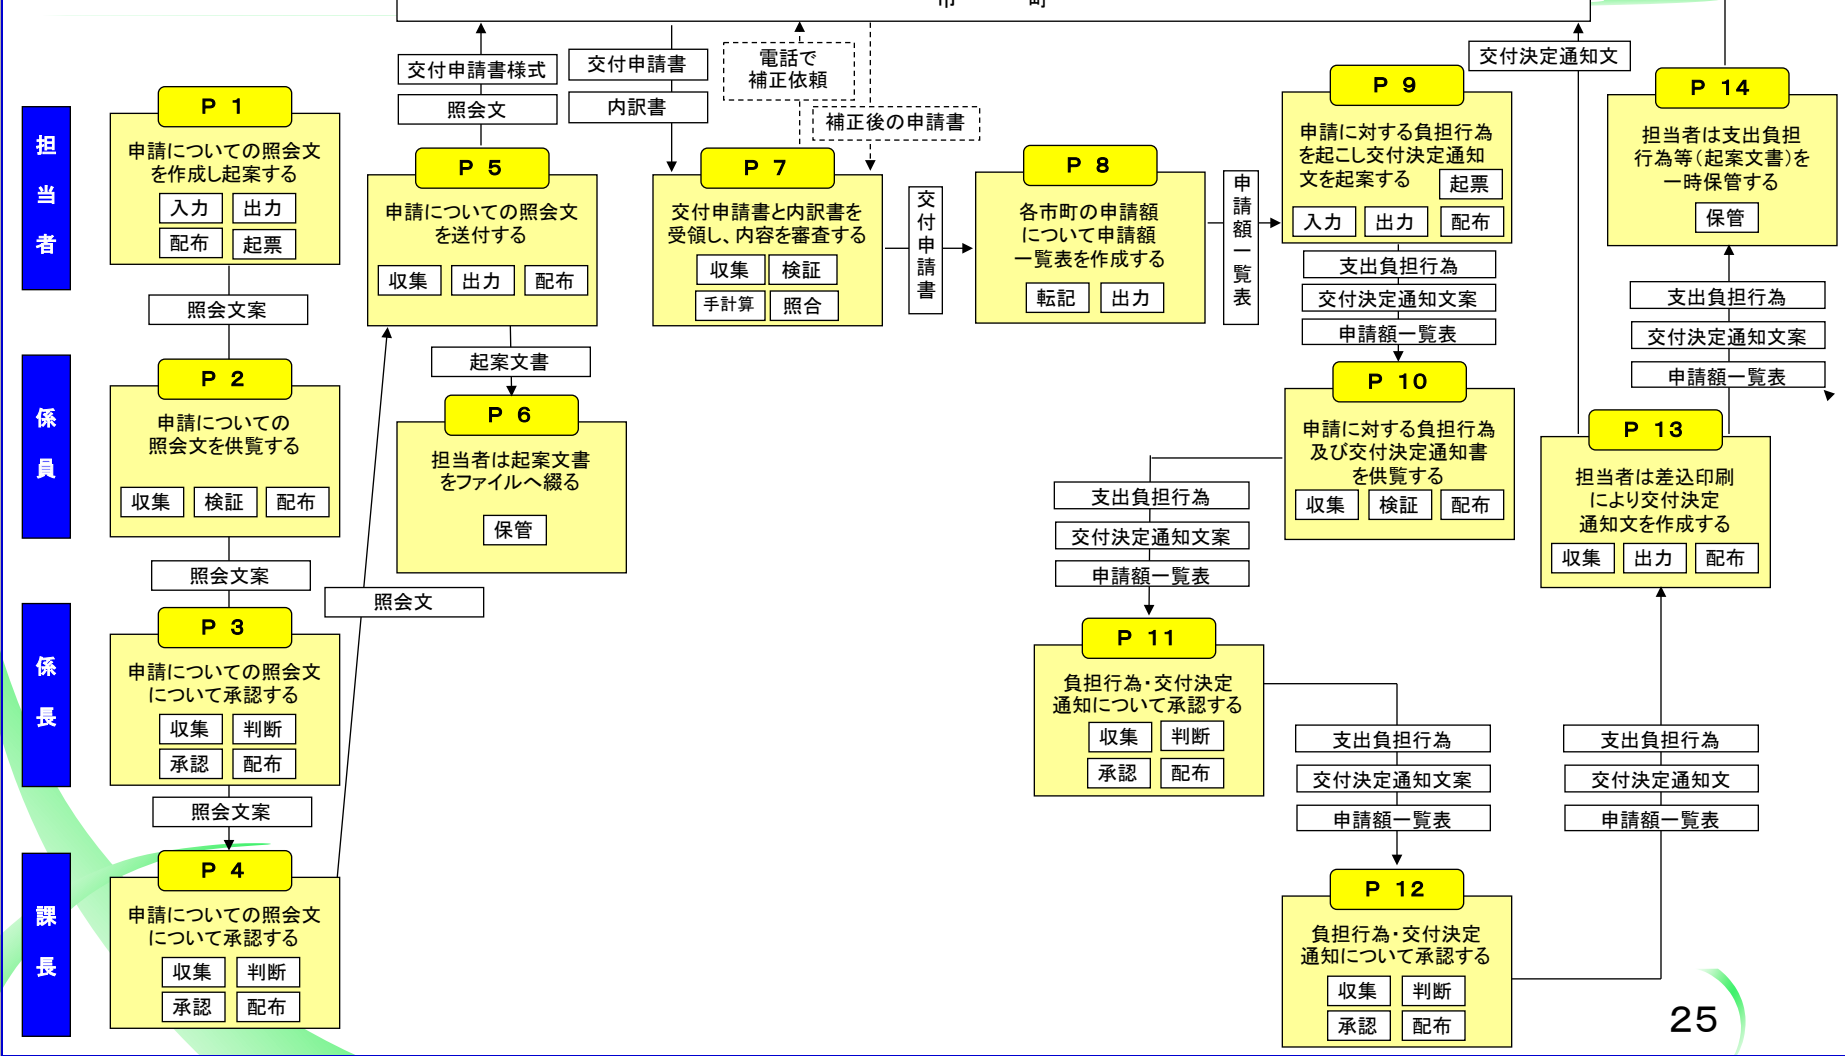 市　　　町
担当者
係員
係長
課長
P 1
申請についての照会文
を作成し起案する
入力 出力
配布 起票
照会文案
P 2
申請についての
照会文を供覧する
収集 検証 配布
照会文案
P 3
申請についての照会文
について承認する
収集 判断
承認 配布
照会文案
P 4
申請についての照会文
について承認する
収集 判断
承認 配布
照会文
交付申請書様式
照会文
P 5
申請についての照会文
を送付する
収集 出力 配布
起案文書
P 6
担当者は起案文書
をファイルへ綴る
保管
交付申請書
内訳書
電話で
補正依頼
補正後の申請書
P 7
交付申請書と内訳書を
受領し、内容を審査する
収集 検証
手計算 照合
交付申請書
P 8
各市町の申請額
について申請額
一覧表を作成する
転記 出力
申請額一覧表
P 9
申請に対する負担行為
を起こし交付決定通知
文を起案する 起票
入力 出力 配布
支出負担行為
交付決定通知文案
申請額一覧表
P 10
申請に対する負担行為
及び交付決定通知書
を供覧する
収集 検証 配布
支出負担行為
交付決定通知文案
申請額一覧表
P 11
負担行為・交付決定
通知について承認する
収集 判断
承認 配布
支出負担行為
交付決定通知文案
申請額一覧表
P 12
負担行為・交付決定
通知について承認する
収集 判断
承認 配布
支出負担行為
交付決定通知文
申請額一覧表
P 13
担当者は差込印刷
により交付決定
通知文を作成する
収集 出力 配布
交付決定通知文
支出負担行為
交付決定通知文案
申請額一覧表
P 14
担当者は支出負担
行為等(起案文書)を
一時保管する
保管
25